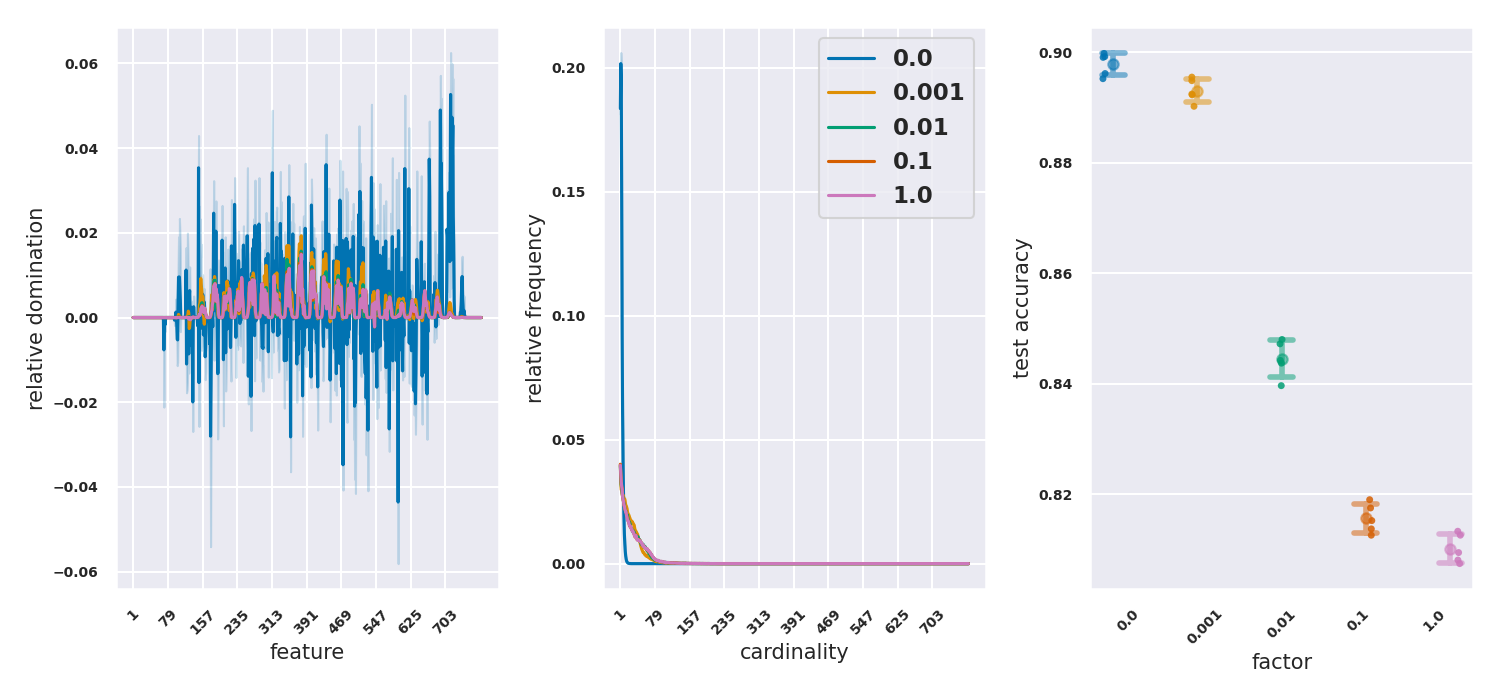 relative domination
0.06
0.04
0.02
0.00
−0.02
−0.04
−0.06
1 79 157 235 313 391 469 547 625 703
feature
relative frequency
0.20
0.15
0.10
0.05
0.00
0.0
0.001
0.01
0.1
1.0
1 79 157 235 313 391 469 547 625 703
cardinality
test accuracy
0.90
0.88
0.86
0.84
0.82
0.0 0.001 0.01 0.1 1.0
factor